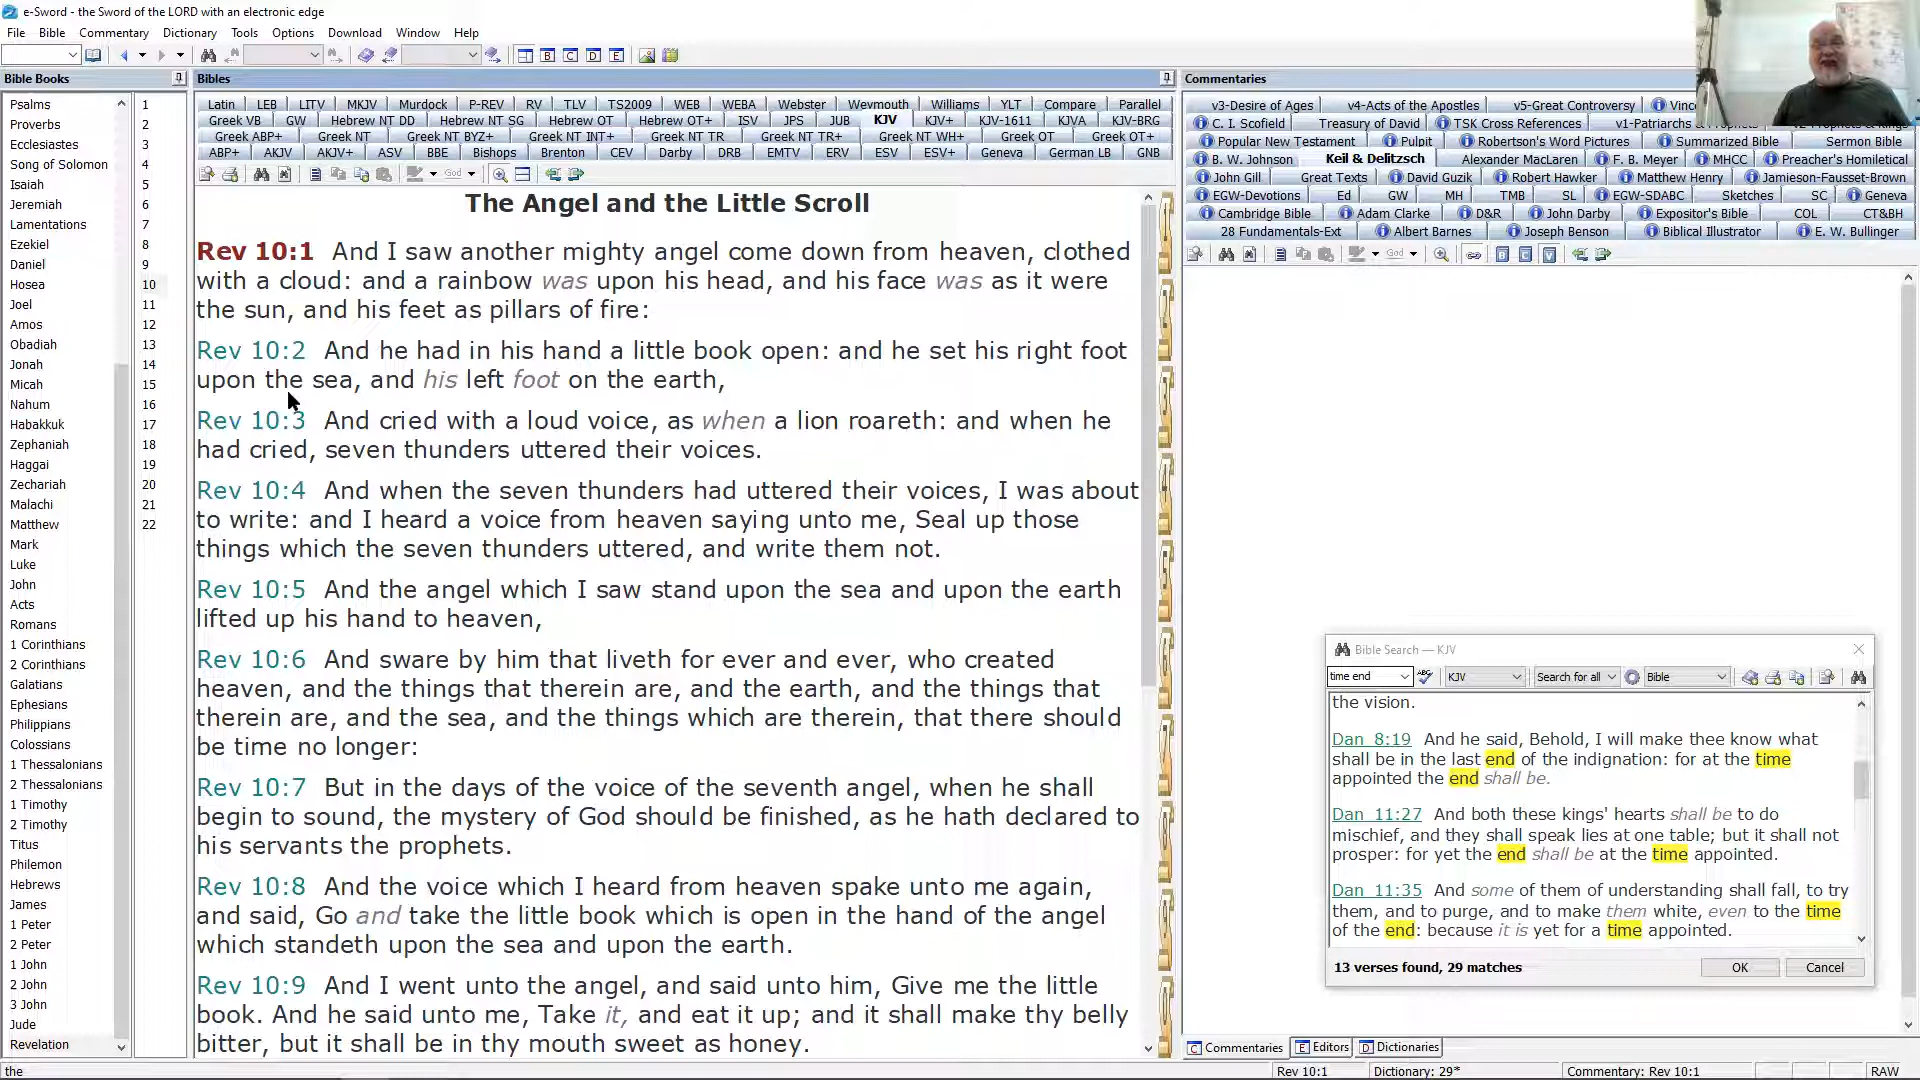 e-Sword - the Sword of the LORD with an electronic edge
File Bible Commentary Dictionary Tools Options Download Window Help
B C D E
Bible Books
Psalms
Proverbs
Ecclesiastes
Song of Solomon
Isaiah
Jeremiah
Lamentations
Ezekiel
Daniel
Hosea
Joel
Amos
Obadiah
Jonah
Micah
Nahum
Habakkuk
Zephaniah
Haggai
Zechariah
Malachi
Matthew
Mark
Luke
John
Acts
Romans
1 Corinthians
2 Corinthians
Galatians
Ephesians
Philippians
Colossians
1 Thessalonians
2 Thessalonians
1 Timothy
2 Timothy
Titus
Philemon
Hebrews
James
1 Peter
2 Peter
1 John
2 John
3 John
Jude
Revelation
1
2
3
4
5
6
7
8
9
10
11
12
13
14
15
16
17
18
19
20
21
22
Bibles
Latin LEB LITV MKJV Murdock P-REV RV TLV TS2009 WEB WEBA Webster Weymouth Williams YLT Compare Parallel
Greek VB GW Hebrew NT DD Hebrew NT SG Hebrew OT Hebrew OT+ ISV JPS JUB KJV KJV+ KJV-1611 KJVA KJV-BRG
Greek ABP+ Greek NT Greek NT BYZ+ Greek NT INT+ Greek NT TR Greek NT TR+ Greek NT WH+ Greek OT Greek OT+
ABP+ AKJV AKJV+ ASV BBE Bishops Brenton CEV Darby DRB EMTV ERV ESV ESV+ Geneva German LB GNB
God
The Angel and the Little Scroll
Rev 10:1 And I saw another mighty angel come down from heaven, clothed
with a cloud: and a rainbow was upon his head, and his face was as it were
the sun, and his feet as pillars of fire:
Rev 10:2 And he had in his hand a little book open: and he set his right foot
upon the sea, and his left foot on the earth,
Rev 10:3 And cried with a loud voice, as when a lion roareth: and when he
had cried, seven thunders uttered their voices.
Rev 10:4 And when the seven thunders had uttered their voices, I was about
to write: and I heard a voice from heaven saying unto me, Seal up those
things which the seven thunders uttered, and write them not.
Rev 10:5 And the angel which I saw stand upon the sea and upon the earth
lifted up his hand to heaven,
Rev 10:6 And sware by him that liveth for ever and ever, who created
heaven, and the things that therein are, and the earth, and the things that
therein are, and the sea, and the things which are therein, that there should
be time no longer:
Rev 10:7 But in the days of the voice of the seventh angel, when he shall
begin to sound, the mystery of God should be finished, as he hath declared to
his servants the prophets.
Rev 10:8 And the voice which I heard from heaven spake unto me again,
and said, Go and take the little book which is open in the hand of the angel
which standeth upon the sea and upon the earth.
Rev 10:9 And I went unto the angel, and said unto him, Give me the little
book. And he said unto me, Take it, and eat it up; and it shall make thy belly
bitter, but it shall be in thy mouth sweet as honey.
Commentaries
v3-Desire of Ages v4-Acts of the Apostles v5-Great Controversy
C. I. Scofield Treasury of David TSK Cross References
Popular New Testament Pulpit Robertson's Word Pictures Summarized Bible Sermon Bible
B. W. Johnson Keil & Delitzsch Alexander MacLaren F. B. Meyer MHCC Preacher's Homiletical
John Gill Great Texts David Guzik Robert Hawker Matthew Henry Jamieson-Fausset-Brown
EGW-Devotions Ed GW MH TMB SL EGW-SDABC Sketches SC Geneva
Cambridge Bible Adam Clarke D&R John Darby Expositor's Bible COL CT&BH
28 Fundamentals-Ext Albert Barnes Joseph Benson Biblical Illustrator E. W. Bullinger
God B C V
Bible Search — KJV
time end KJV Search for all Bible
the vision.
Dan 8:19 And he said, Behold, I will make thee know what
shall be in the last end of the indignation: for at the time
appointed the end shall be.
Dan 11:27 And both these kings' hearts shall be to do
mischief, and they shall speak lies at one table; but it shall not
prosper: for yet the end shall be at the time appointed.
Dan 11:35 And some of them of understanding shall fall, to try
them, and to purge, and to make them white, even to the time
of the end: because it is yet for a time appointed.
13 verses found, 29 matches OK Cancel
C Commentaries E Editors D Dictionaries
the Rev 10:1 Dictionary: 29* Commentary: Rev 10:1 RAW